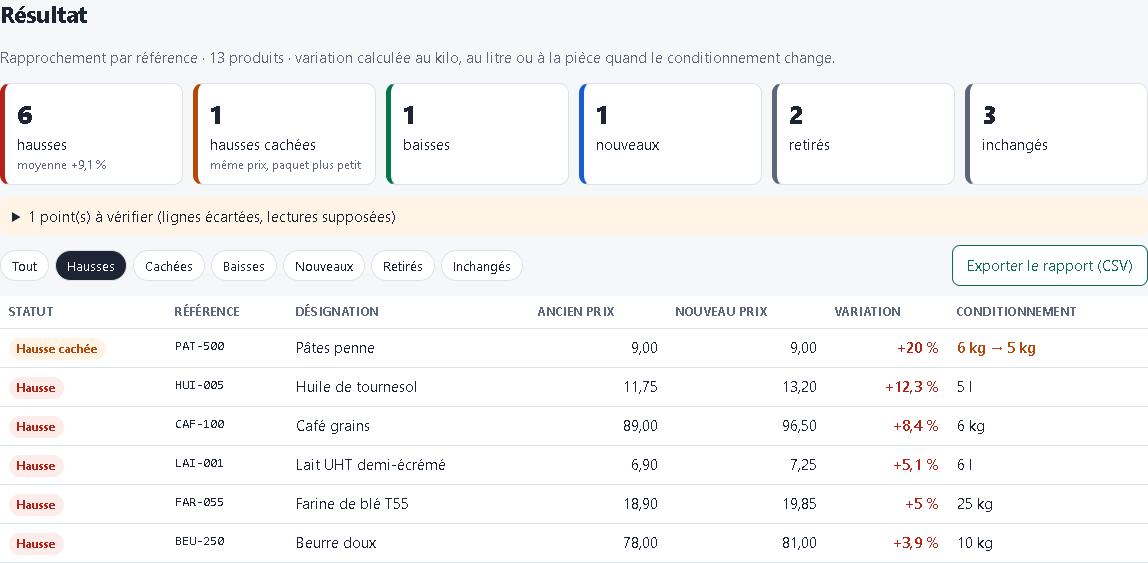 Résultat
Rapprochement par référence · 13 produits · variation calculée au kilo, au litre ou à la pièce quand le conditionnement change.
6
hausses
moyenne +9,1 %
1
hausses cachées
même prix, paquet plus petit
1
baisses
1
nouveaux
2
retirés
3
inchangés
▶ 1 point(s) à vérifier (lignes écartées, lectures supposées)
Tout Hausses Cachées Baisses Nouveaux Retirés Inchangés Exporter le rapport (CSV)
STATUT RÉFÉRENCE DÉSIGNATION ANCIEN PRIX NOUVEAU PRIX VARIATION CONDITIONNEMENT
Hausse cachée PAT-500 Pâtes penne 9,00 9,00 +20 % 6 kg → 5 kg
Hausse HUI-005 Huile de tournesol 11,75 13,20 +12,3 % 5 l
Hausse CAF-100 Café grains 89,00 96,50 +8,4 % 6 kg
Hausse LAI-001 Lait UHT demi-écrémé 6,90 7,25 +5,1 % 6 l
Hausse FAR-055 Farine de blé T55 18,90 19,85 +5 % 25 kg
Hausse BEU-250 Beurre doux 78,00 81,00 +3,9 % 10 kg